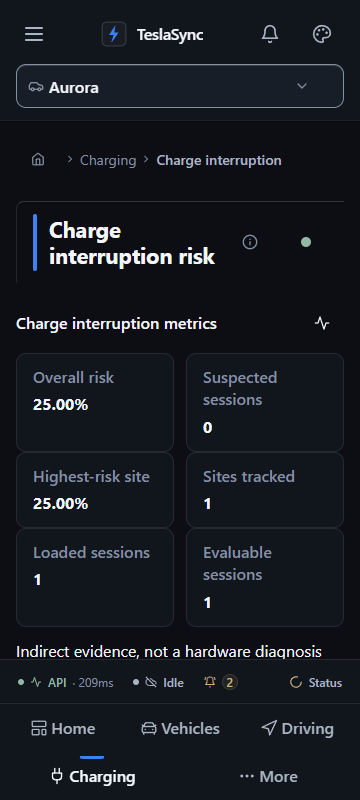 TeslaSync
Aurora
Charging
Charge interruption
Charge
interruption risk
Charge interruption metrics
Overall risk
25.00%
Suspected
sessions
0
Highest-risk site
25.00%
Sites tracked
1
Loaded sessions
1
Evaluable
sessions
1
Indirect evidence, not a hardware diagnosis
API · 209ms
Idle
2
Status
Home
Vehicles
Driving
Charging
More